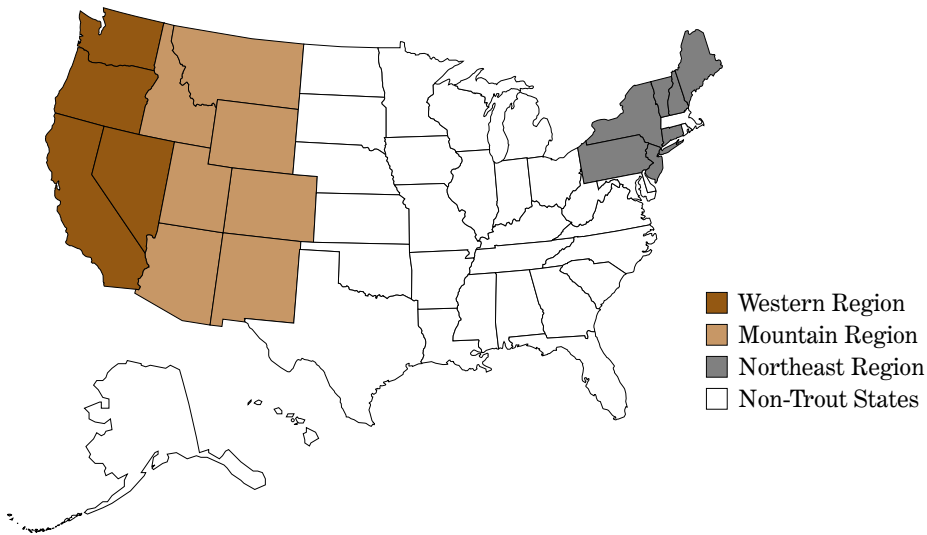 Western Region
Mountain Region
Northeast Region
Non-Trout States